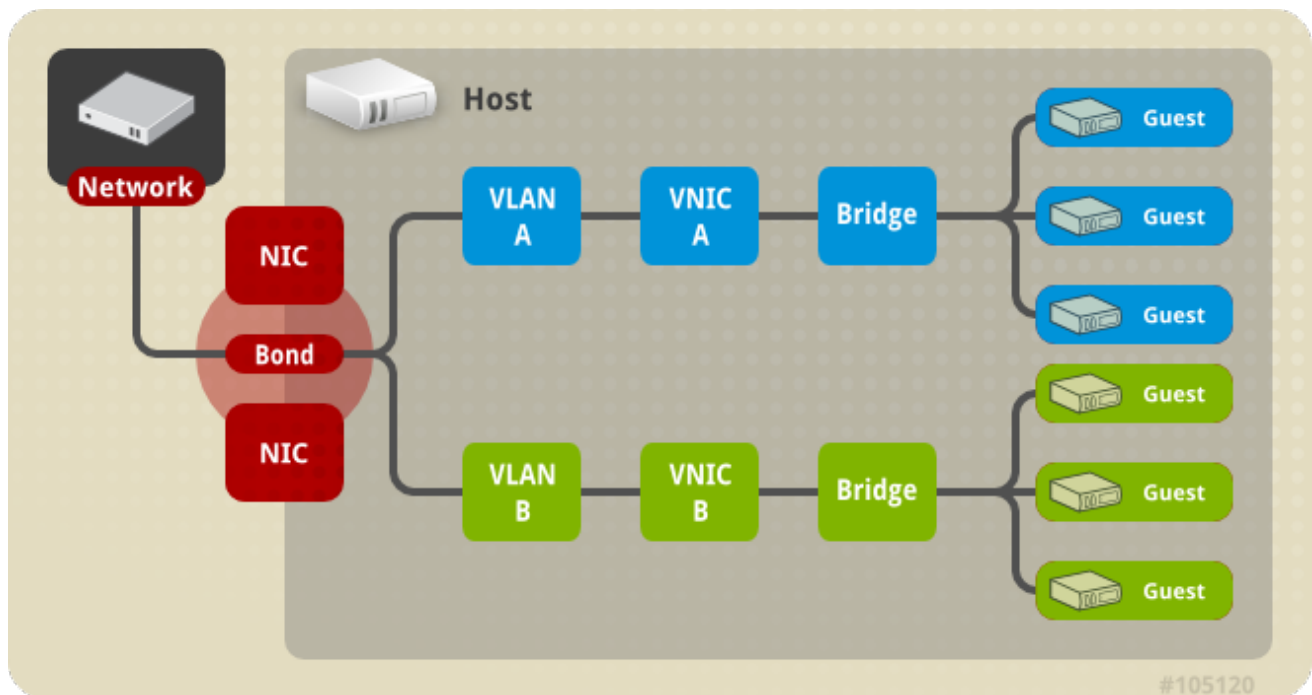 Host
Guest
Network
VLAN
A
VNIC
A
Bridge
Guest
NIC
Guest
Bond
Guest
NIC
VLAN
B
VNIC
B
Bridge
Guest
Guest
#105120